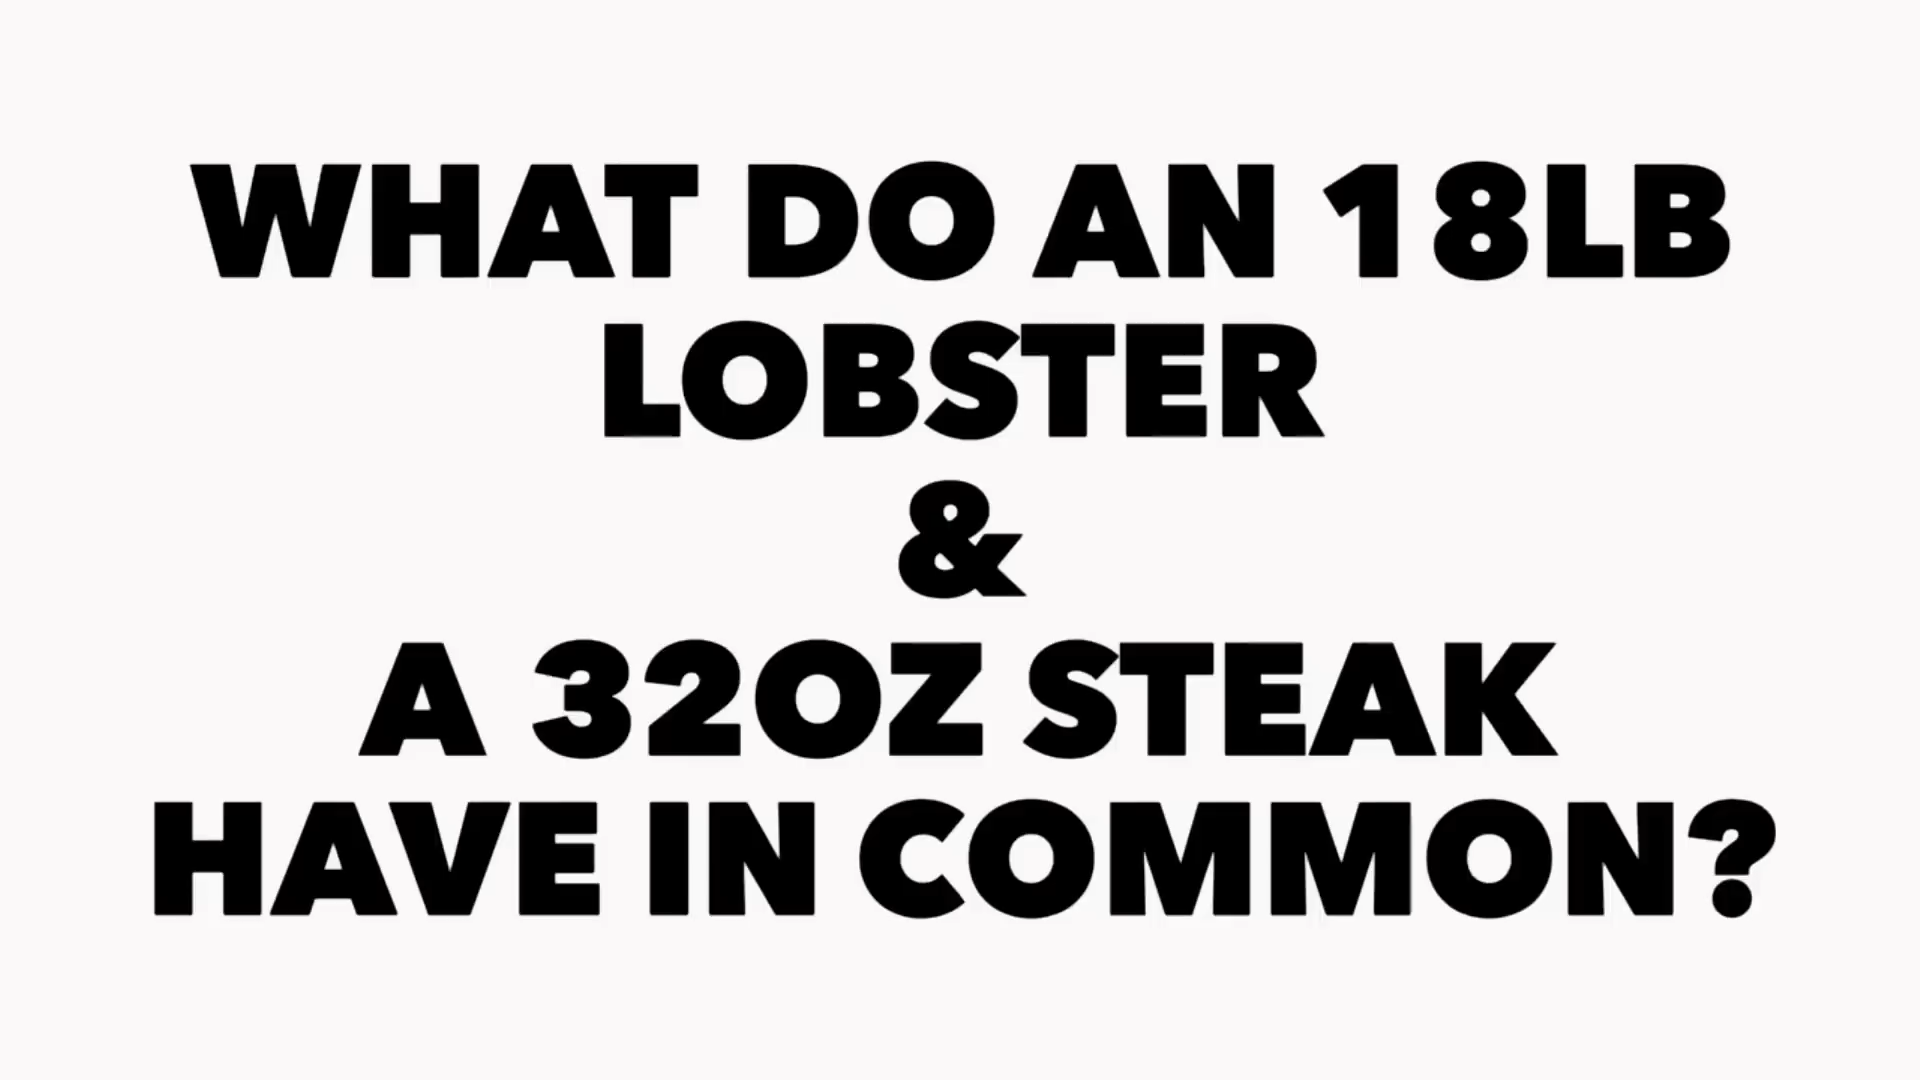 WHAT DO AN 18LB
LOBSTER
&
A 32OZ STEAK
HAVE IN COMMON?